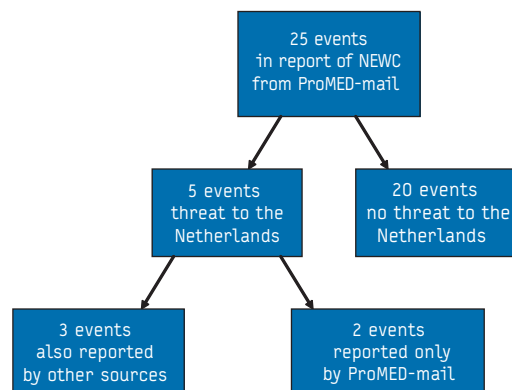 25 events
in report of NEWC
from ProMED-mail
5 events
threat to the
Netherlands
20 events
no threat to the
Netherlands
3 events
also reported
by other sources
2 events
reported only
by ProMED-mail